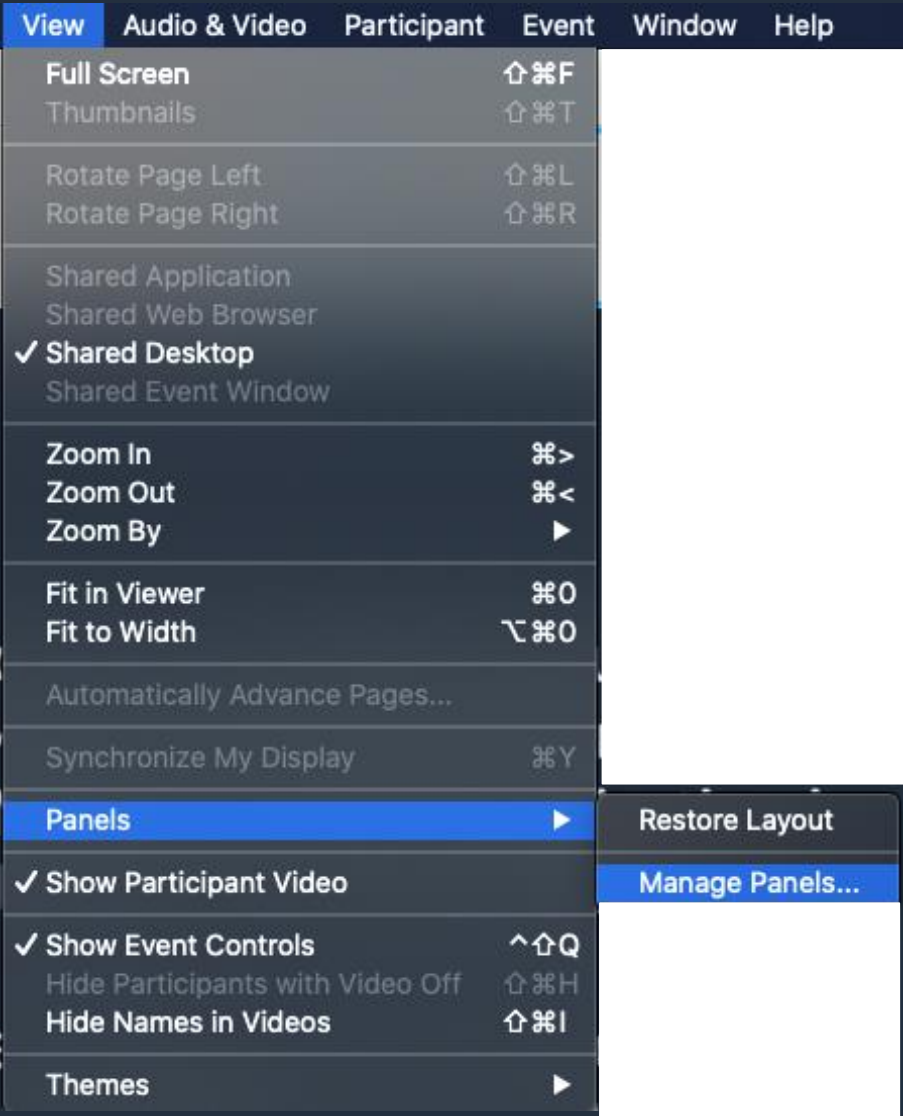 View Audio & Video Participant Event Window Help
Full Screen ⇧⌘F
Thumbnails ⇧⌘T
Rotate Page Left ⇧⌘L
Rotate Page Right ⇧⌘R
Shared Application
Shared Web Browser
✓ Shared Desktop
Shared Event Window
Zoom In ⌘>
Zoom Out ⌘<
Zoom By ▶
Fit in Viewer ⌘0
Fit to Width ⌥⌘0
Automatically Advance Pages...
Synchronize My Display ⌘Y
Panels ▶
Restore Layout
Manage Panels...
✓ Show Participant Video
✓ Show Event Controls ^⇧Q
Hide Participants with Video Off ⇧⌘H
Hide Names in Videos ⇧⌘I
Themes ▶